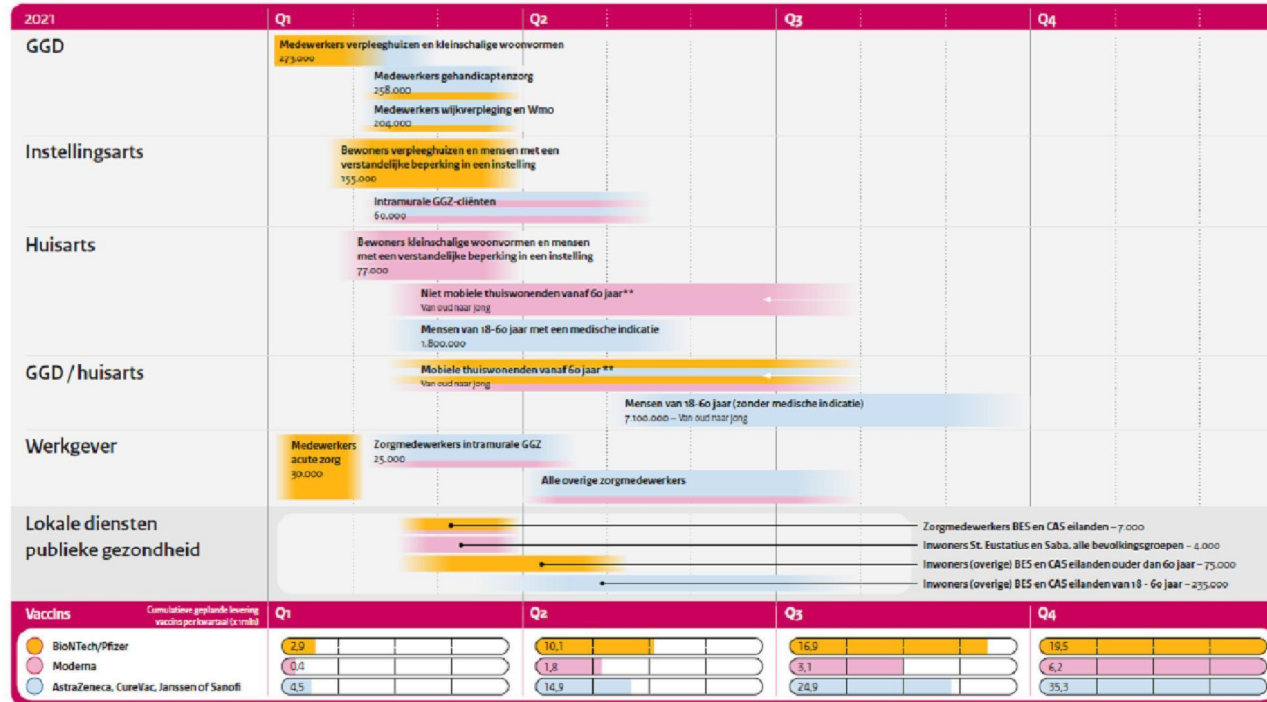 2021 Q1 Q2 Q3 Q4
GGD
Medewerkers verpleeghuizen en kleinschalige woonvormen
273.000
Medewerkers gehandicaptenzorg
258.000
Medewerkers wijkverpleging en Wmo
204.000
Instellingsarts
Bewoners verpleeghuizen en mensen met een
verstandelijke beperking in een instelling
155.000
Intramurale GGZ-cliënten
60.000
Huisarts
Bewoners kleinschalige woonvormen en mensen
met een verstandelijke beperking in een instelling
77.000
Niet mobiele thuiswonenden vanaf 60 jaar**
Van oud naar jong
Mensen van 18-60 jaar met een medische indicatie
1.800.000
GGD / huisarts
Mobiele thuiswonenden vanaf 60 jaar **
Van oud naar jong
Mensen van 18-60 jaar (zonder medische indicatie)
7.100.000 – Van oud naar jong
Werkgever
Medewerkers
acute zorg
30.000
Zorgmedewerkers intramurale GGZ
25.000
Alle overige zorgmedewerkers
Lokale diensten
publieke gezondheid
Zorgmedewerkers BES en CAS eilanden – 7.000
Inwoners St. Eustatius en Saba, alle bevolkingsgroepen – 4.000
Inwoners (overige) BES en CAS eilanden ouder dan 60 jaar – 75.000
Inwoners (overige) BES en CAS eilanden van 18 - 60 jaar – 235.000
Vaccins
Cumulatieve geplande levering
vaccins per kwartaal (x 1 mln)
Q1 Q2 Q3 Q4
BioNTech/Pfizer 2,9 10,1 16,9 19,5
Moderna 0,4 1,8 3,1 6,2
AstraZeneca, CureVac, Janssen of Sanofi 4,5 14,9 24,9 35,3